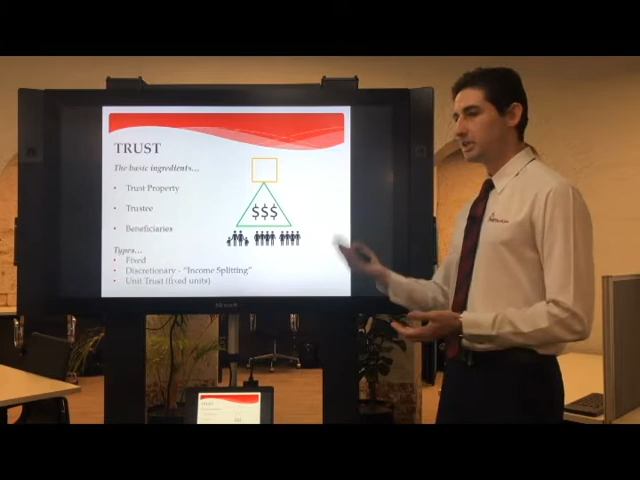 TRUST
The basic ingredients...
• Trust Property
• Trustee
• Beneficiaries
$$$
Types...
• Fixed
• Discretionary - "Income Splitting"
• Unit Trust (fixed units)